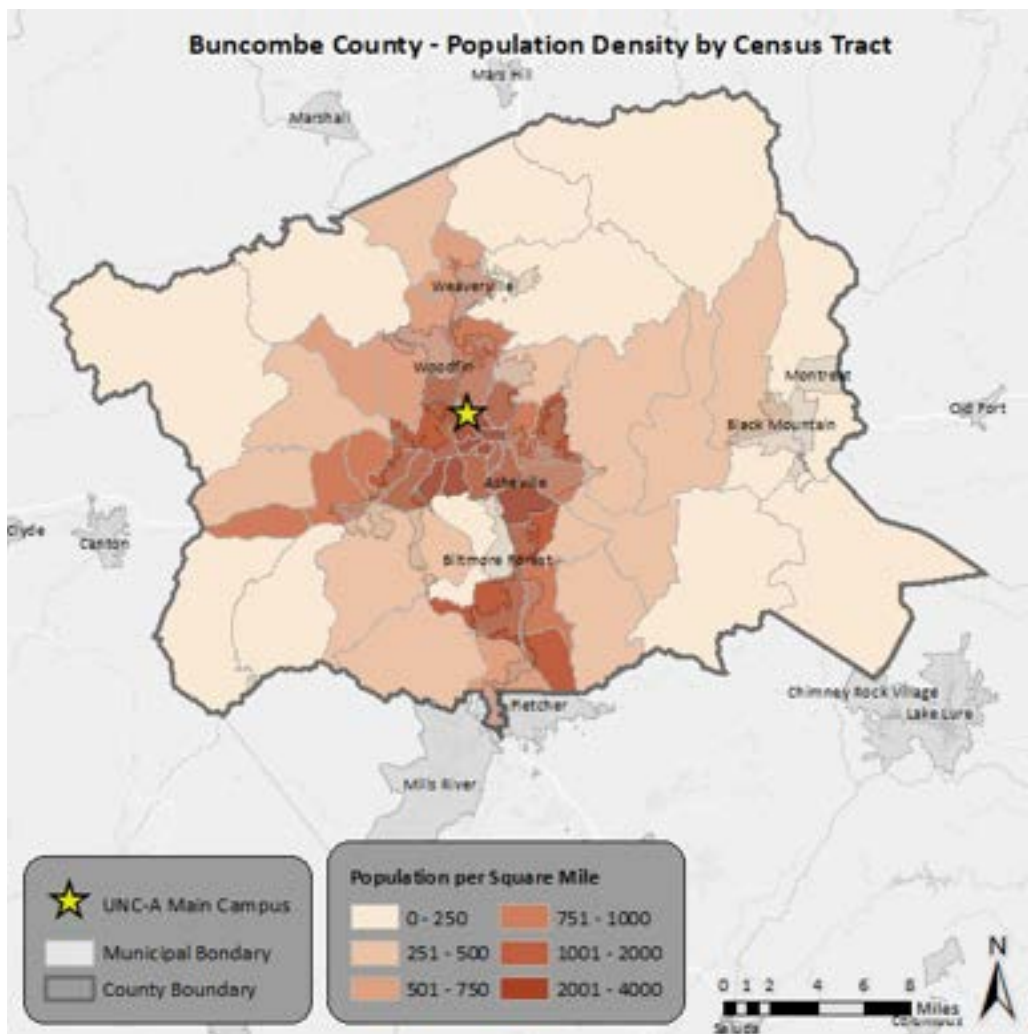 Buncombe County - Population Density by Census Tract
Mars Hill
Marshall
Weaverville
Woodfin
Montreat
Old Fort
Black Mountain
Asheville
Clyde
Canton
Biltmore Forest
Chimney Rock Village
Fletcher
Lake Lure
Mills River
Population per Square Mile
UNC-A Main Campus
0 - 250
751 - 1000
Municipal Bondary
251 - 500
1001 - 2000
County Boundary
501 - 750
2001 - 4000
N
0 1 2 4 6 8
Miles
Saluda
Columbus